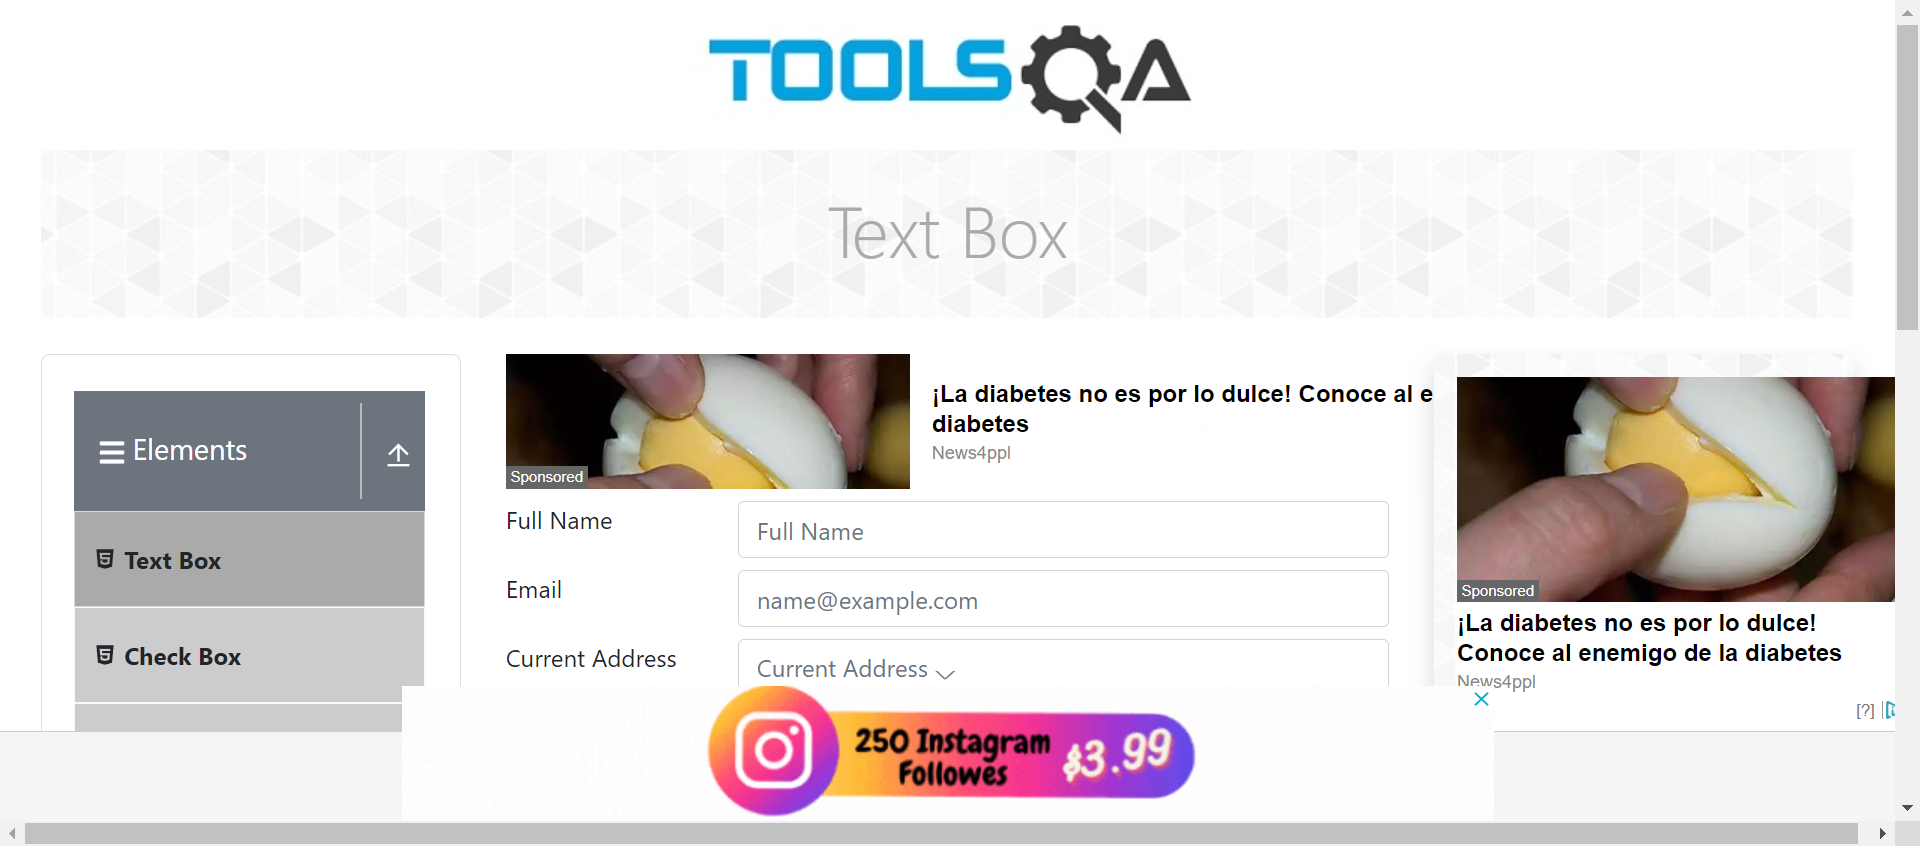 TOOLSQA
Text Box
Elements
Text Box
Check Box
Sponsored
¡La diabetes no es por lo dulce! Conoce al e
diabetes
News4ppl
Full Name
Full Name
Email
name@example.com
Current Address
Current Address
Sponsored
¡La diabetes no es por lo dulce!
Conoce al enemigo de la diabetes
News4ppl
[?]
250 Instagram
Followes
$3.99